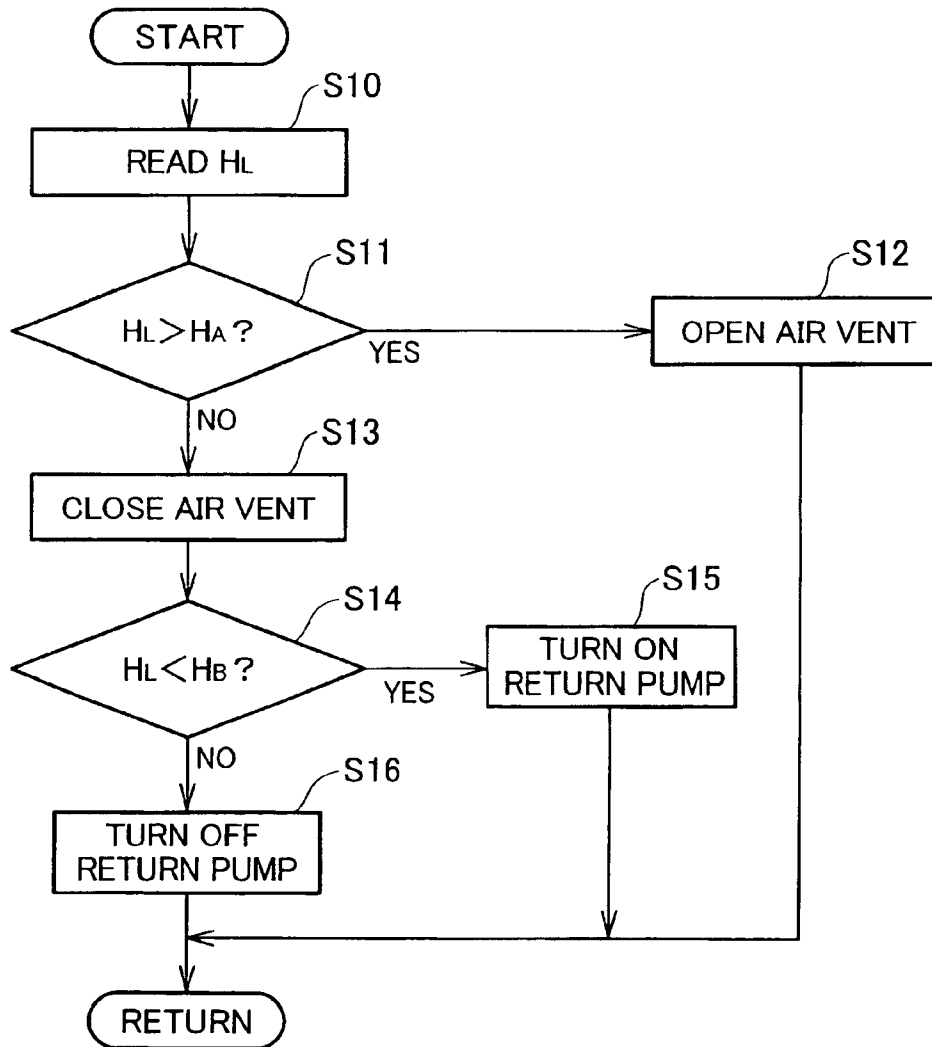 START
S10
READ HL
S11
HL>HA?
YES
S12
OPEN AIR VENT
NO
S13
CLOSE AIR VENT
S14
HL<HB?
YES
S15
TURN ON
RETURN PUMP
NO
S16
TURN OFF
RETURN PUMP
RETURN